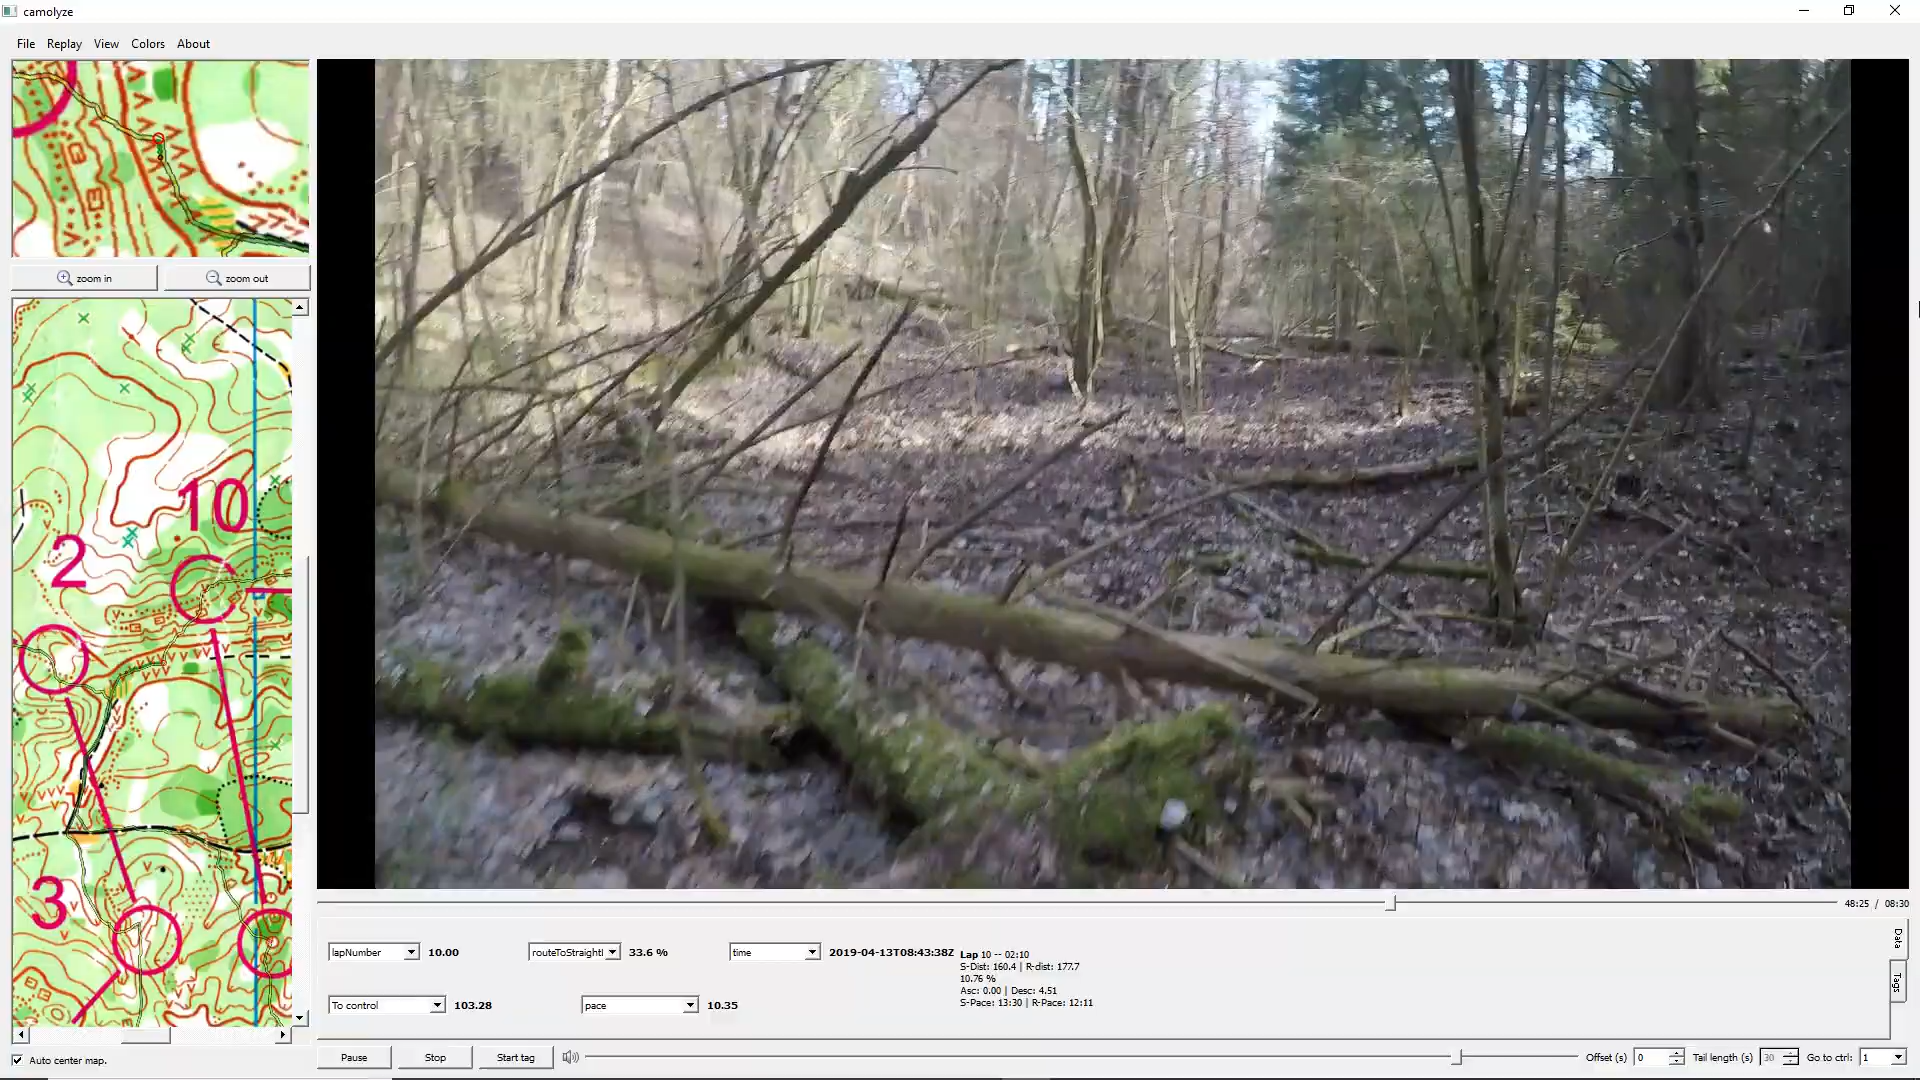 camolyze
File Replay View Colors About
zoom in zoom out
10
2
3
48:25 / 08:30
lapNumber 10.00 routeToStraightl 33.6 % time 2019-04-13T08:43:38Z
To control 103.28 pace 10.35
Lap 10 -- 02:10
S-Dist: 160.4 | R-dist: 177.7
10.76 %
Asc: 0.00 | Desc: 4.51
S-Pace: 13:30 | R-Pace: 12:11
Data
Tags
Auto center map.
Pause Stop Start tag Offset (s) 0 Tail length (s) 30 Go to ctrl: 1